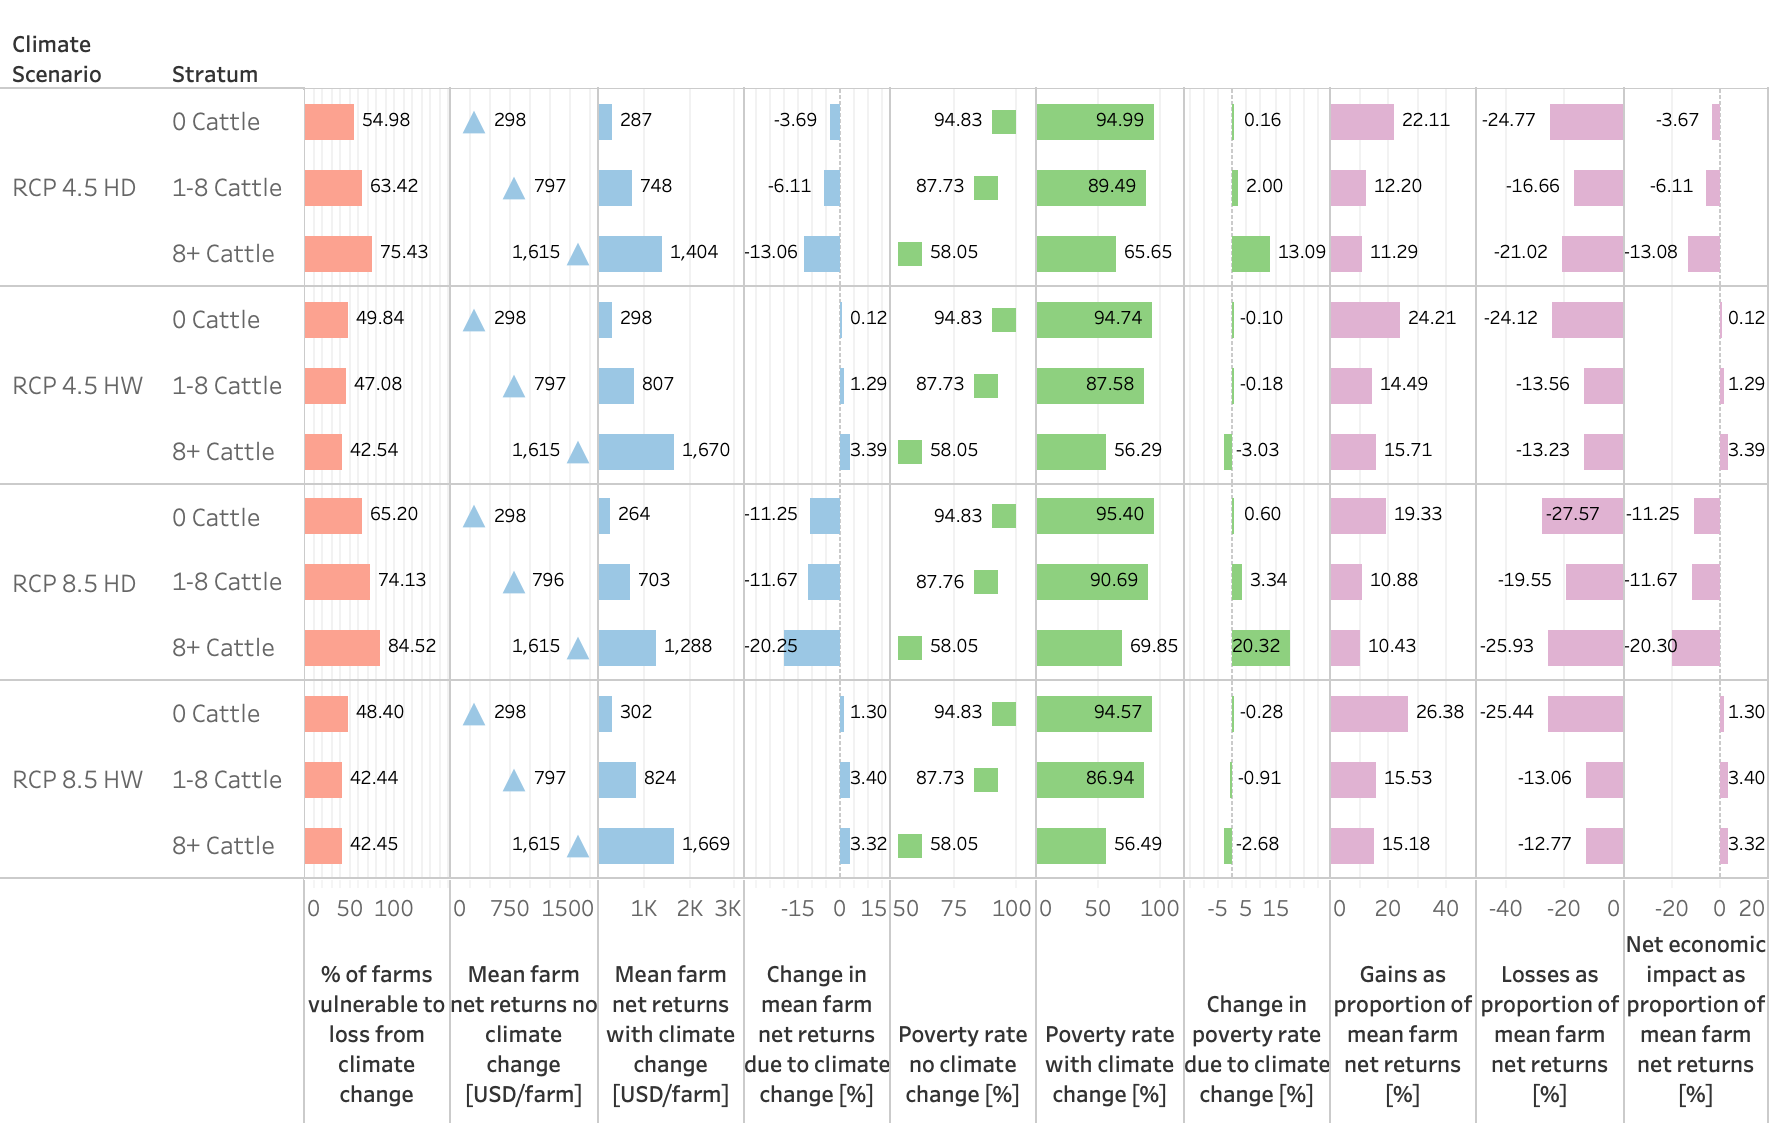 Climate
Scenario Stratum
0 Cattle 54.98 298 287 -3.69 94.83 94.99 0.16 22.11 -24.77 -3.67
RCP 4.5 HD 1-8 Cattle 63.42 797 748 -6.11 87.73 89.49 2.00 12.20 -16.66 -6.11
8+ Cattle 75.43 1,615 1,404 -13.06 58.05 65.65 13.09 11.29 -21.02 -13.08
0 Cattle 49.84 298 298 0.12 94.83 94.74 -0.10 24.21 -24.12 0.12
RCP 4.5 HW 1-8 Cattle 47.08 797 807 1.29 87.73 87.58 -0.18 14.49 -13.56 1.29
8+ Cattle 42.54 1,615 1,670 3.39 58.05 56.29 -3.03 15.71 -13.23 3.39
0 Cattle 65.20 298 264 -11.25 94.83 95.40 0.60 19.33 -27.57 -11.25
RCP 8.5 HD 1-8 Cattle 74.13 796 703 -11.67 87.76 90.69 3.34 10.88 -19.55 -11.67
8+ Cattle 84.52 1,615 1,288 -20.25 58.05 69.85 20.32 10.43 -25.93 -20.30
0 Cattle 48.40 298 302 1.30 94.83 94.57 -0.28 26.38 -25.44 1.30
RCP 8.5 HW 1-8 Cattle 42.44 797 824 3.40 87.73 86.94 -0.91 15.53 -13.06 3.40
8+ Cattle 42.45 1,615 1,669 3.32 58.05 56.49 -2.68 15.18 -12.77 3.32
0 50 100 0 750 1500 1K 2K 3K -15 0 15 50 75 100 0 50 100 -5 5 15 0 20 40 -40 -20 0 -20 0 20
% of farms
vulnerable to
loss from
climate
change
Mean farm
net returns no
climate
change
[USD/farm]
Mean farm
net returns
with climate
change
[USD/farm]
Change in
mean farm
net returns
due to climate
change [%]
Poverty rate
no climate
change [%]
Poverty rate
with climate
change [%]
Change in
poverty rate
due to climate
change [%]
Gains as
proportion of
mean farm
net returns
[%]
Losses as
proportion of
mean farm
net returns
[%]
Net economic
impact as
proportion of
mean farm
net returns
[%]